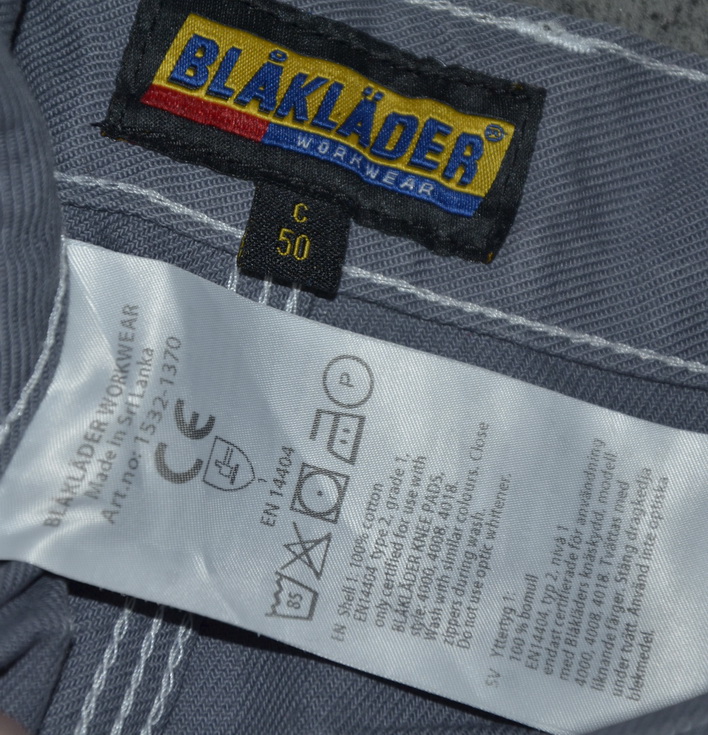 BLÅKLÄDER®
WORKWEAR
C
50
BLÅKLÄDER WORKWEAR
Made in Sri Lanka
Art.no: 1532-1370
CE
1
EN 14404
85
P
EN Shell 1. 100% cotton
EN14404 type 2, grade 1,
only certified for use with
BLÅKLÄDER KNEE PADS,
style. 4000, 4008, 4018.
Wash with similar colours. Close
zippers during wash.
Do not use optic whitener.
SV Yttertyg 1:
100 % bomull
EN14404, typ 2, nivå 1
endast certifierade för användning
med Blåkläders knäskydd, modell
4000, 4008, 4018. Tvättas med
liknande färger. Stäng dragkedja
under tvätt. Använd inte optiska
blekmedel.